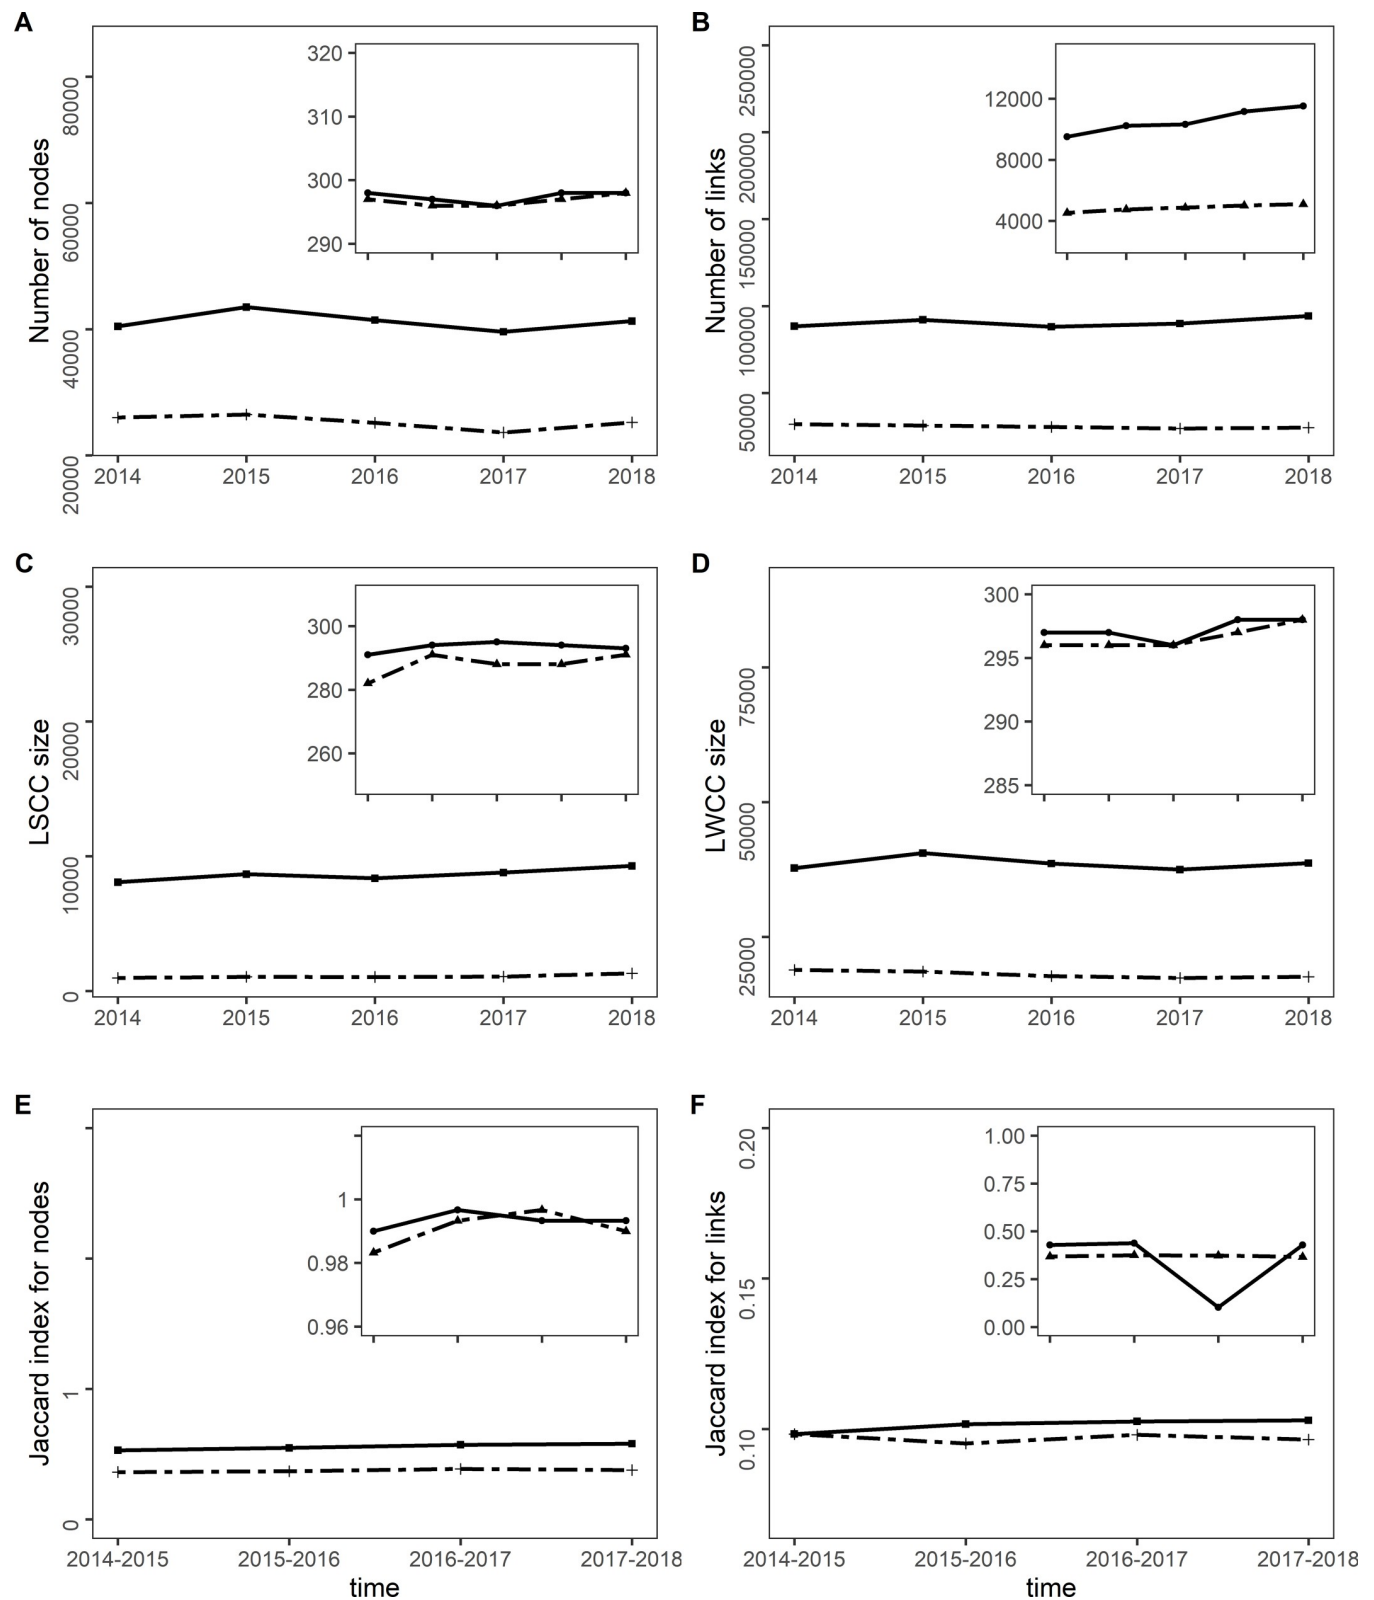 A
Number of nodes
80000
60000
40000
20000
320
310
300
290
2014 2015 2016 2017 2018
B
Number of links
250000
200000
150000
100000
50000
12000
8000
4000
2014 2015 2016 2017 2018
C
LSCC size
30000
20000
10000
0
300
280
260
2014 2015 2016 2017 2018
D
LWCC size
75000
50000
25000
300
295
290
285
2014 2015 2016 2017 2018
E
Jaccard index for nodes
1
0
1
0.98
0.96
2014-2015 2015-2016 2016-2017 2017-2018
time
F
Jaccard index for links
0.20
0.15
0.10
1.00
0.75
0.50
0.25
0.00
2014-2015 2015-2016 2016-2017 2017-2018
time